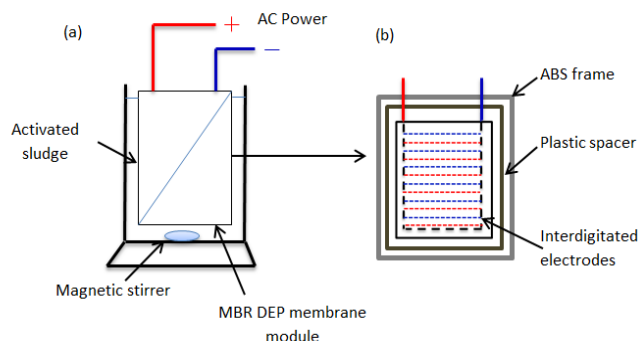 (a)
+
AC Power
−
Activated
sludge
Magnetic stirrer
MBR DEP membrane
module
(b)
ABS frame
Plastic spacer
Interdigitated
electrodes